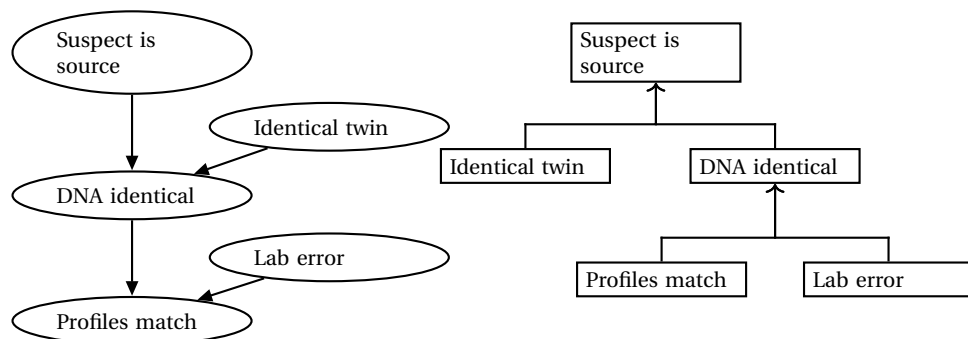 Suspect is
source
Identical twin
DNA identical
Lab error
Profiles match
Suspect is
source
Identical twin
DNA identical
Profiles match
Lab error